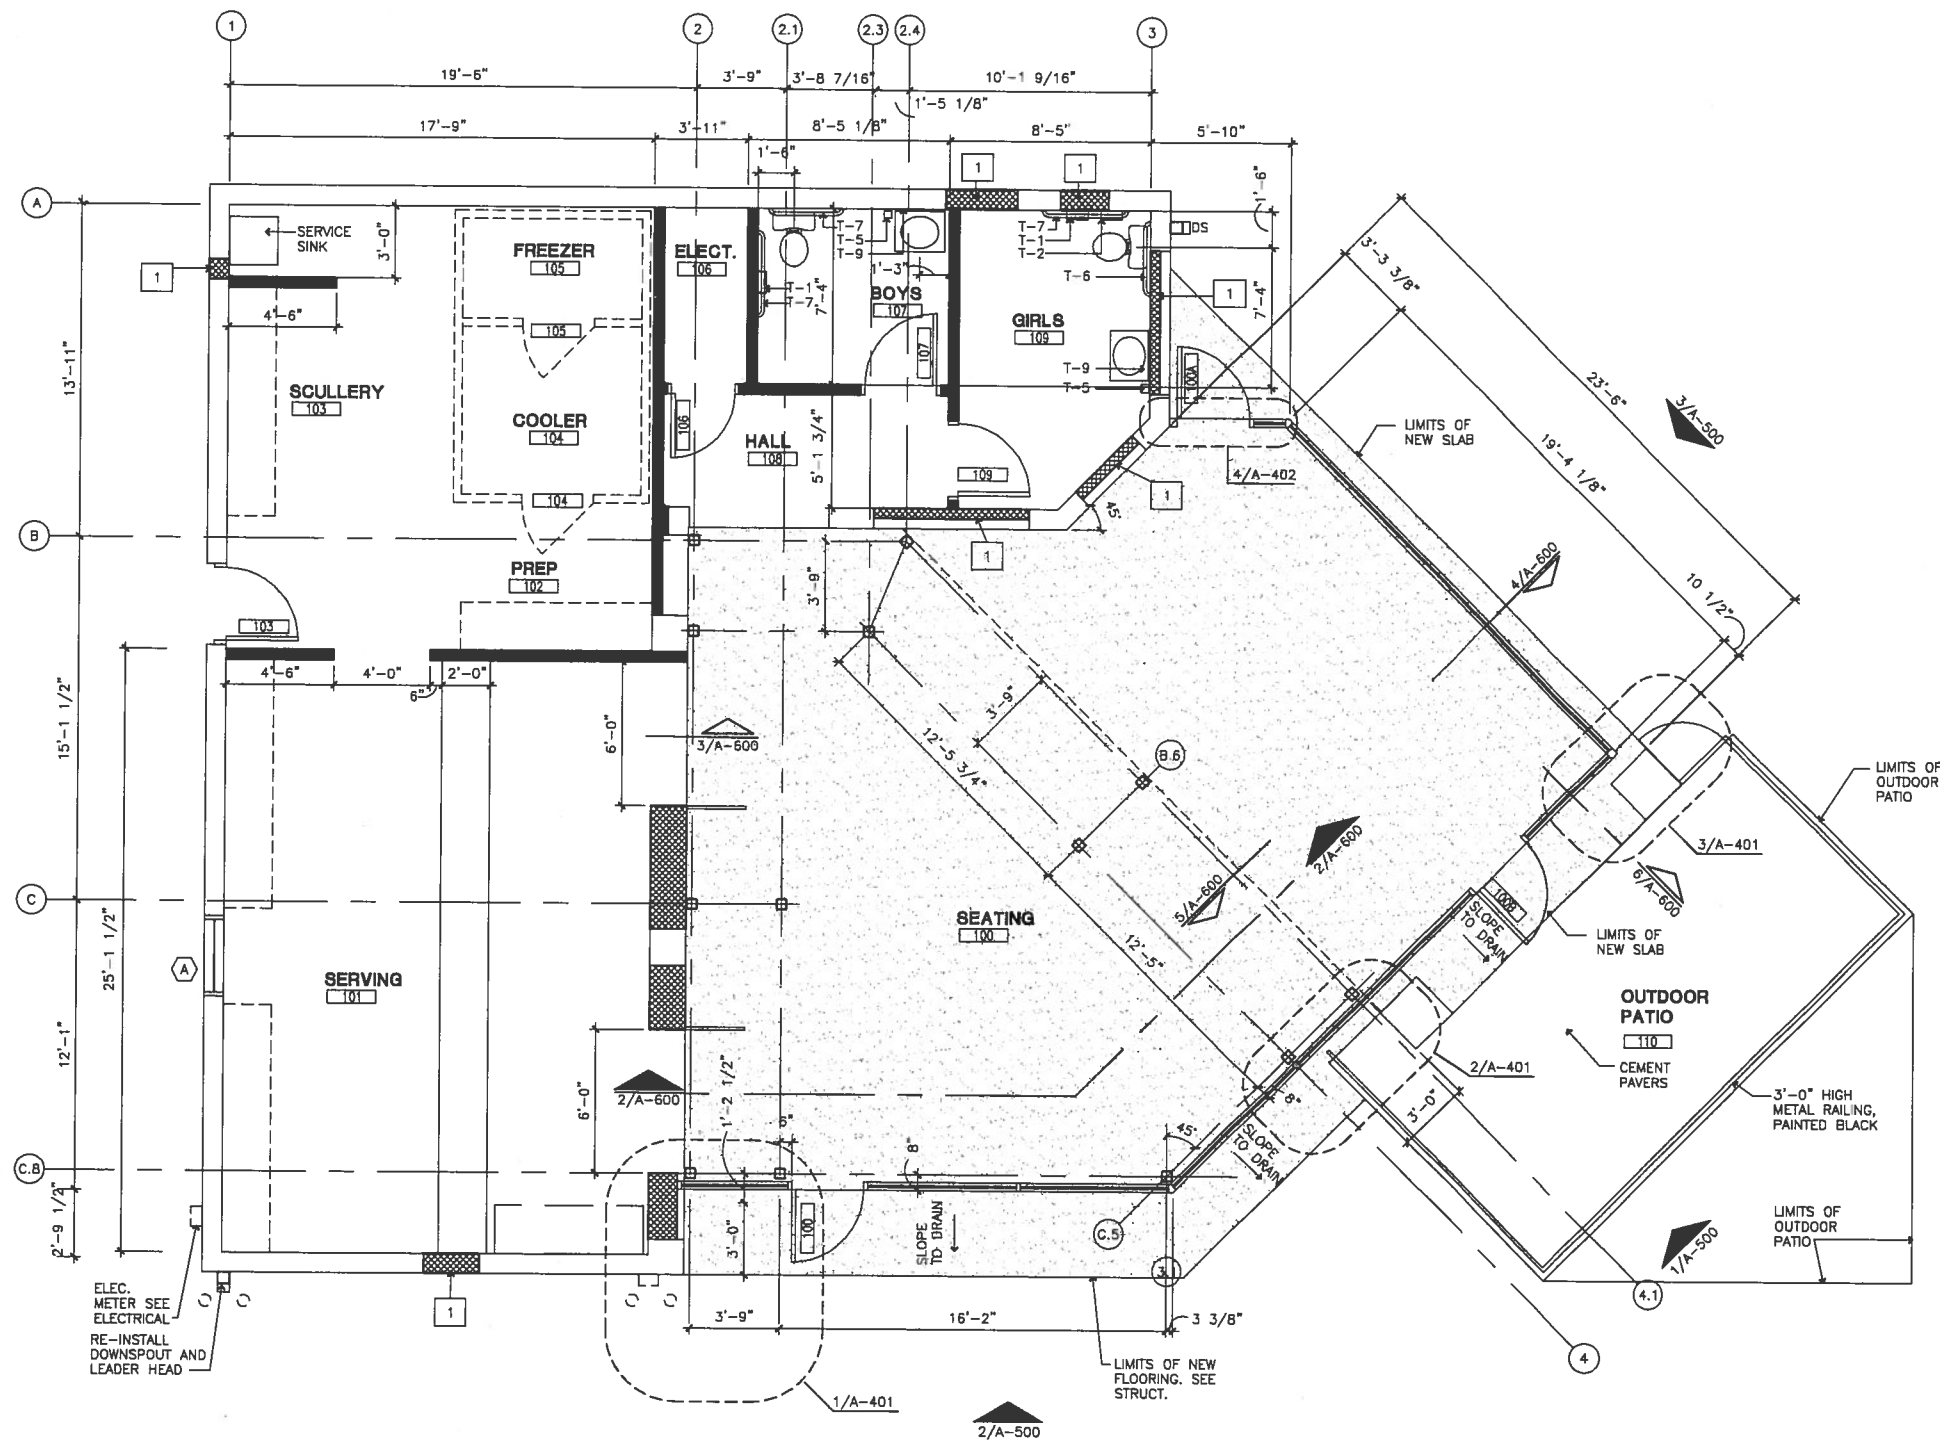 1
2
2.1
2.3
2.4
3
19'-6"
3'-9"
3'-8 7/16"
10'-1 9/16"
1'-5 1/8"
17'-9"
3'-11"
8'-5 1/8"
8'-5"
5'-10"
1'-6"
1
1
1'-6"
A
SERVICE
SINK
3'-0"
FREEZER
105
ELECT.
106
T-7
T-5
T-9
T-7
T-1
T-2
DS
3'-3 3/8"
1
1'-3"
T-6
T-1
T-7
7'-4"
BOYS
107
1
7'-4"
4'-6"
105
107
GIRLS
109
13'-11"
T-9
T-5
100A
23'-6"
3/A-500
SCULLERY
103
COOLER
104
106
HALL
108
5'-1 3/4"
LIMITS OF
NEW SLAB
19'-4 1/8"
109
4/A-402
104
1
45°
B
1
PREP
102
3'-9"
4/A-600
10 1/2"
103
4'-6"
4'-0"
2'-0"
6"
6'-0"
3'-9"
15'-1 1/2"
3/A-600
12'-5 3/4"
B.6
LIMITS OF
OUTDOOR
PATIO
2/A-600
3/A-401
6/A-600
5/A-600
C
100B
SEATING
100
SLOPE
TO DRAIN
LIMITS OF
NEW SLAB
12'-5"
25'-1 1/2"
A
SERVING
101
OUTDOOR
PATIO
110
12'-1"
CEMENT
PAVERS
2/A-401
3'-0"
3'-0" HIGH
METAL RAILING,
PAINTED BLACK
6'-0"
2/A-600
1'-2 1/2"
6"
8"
8"
45°
SLOPE
TO DRAIN
C.8
2'-9 1/2"
3'-0"
100
SLOPE
TO DRAIN
C.5
3.1
LIMITS OF
OUTDOOR
PATIO
1/A-500
4.1
ELEC.
METER SEE
ELECTRICAL
1
3'-9"
16'-2"
3 3/8"
RE-INSTALL
DOWNSPOUT AND
LEADER HEAD
4
LIMITS OF NEW
FLOORING. SEE
STRUCT.
1/A-401
2/A-500